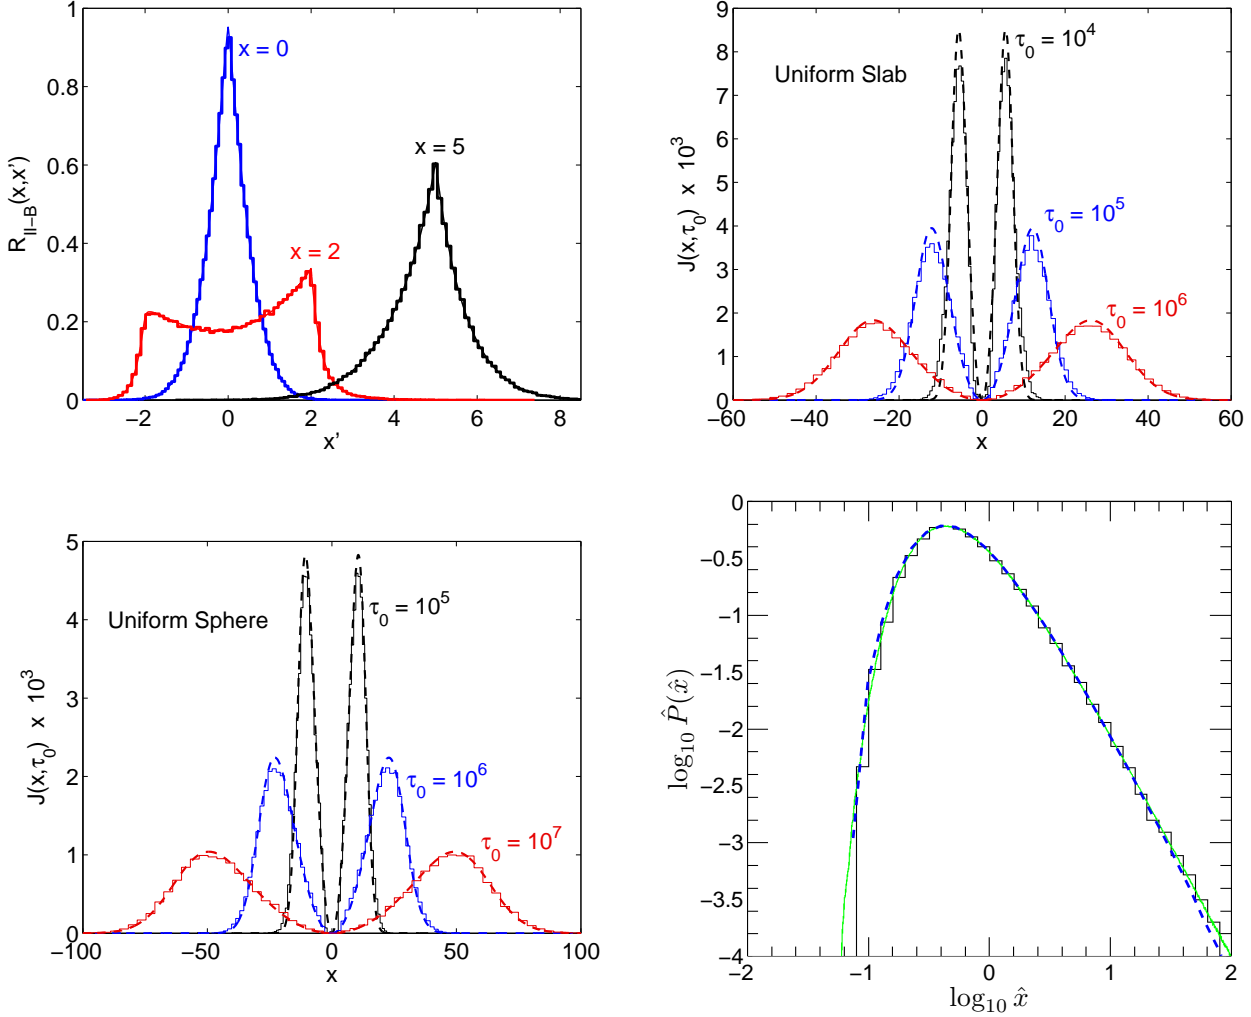 1
0.8
0.6
0.4
0.2
0
−2
0
2
4
6
8
R_{II−B}(x,x')
x'
x = 0
x = 2
x = 5
9
8
7
6
5
4
3
2
1
0
−60
−40
−20
0
20
40
60
J(x,τ_0) x 10^3
x
Uniform Slab
τ_0 = 10^4
τ_0 = 10^5
τ_0 = 10^6
5
4
3
2
1
0
−100
−50
0
50
100
J(x,τ_0) x 10^3
x
Uniform Sphere
τ_0 = 10^5
τ_0 = 10^6
τ_0 = 10^7
0
−0.5
−1
−1.5
−2
−2.5
−3
−3.5
−4
−2
−1
0
1
2
log_{10} P̂(x̂)
log_{10} x̂